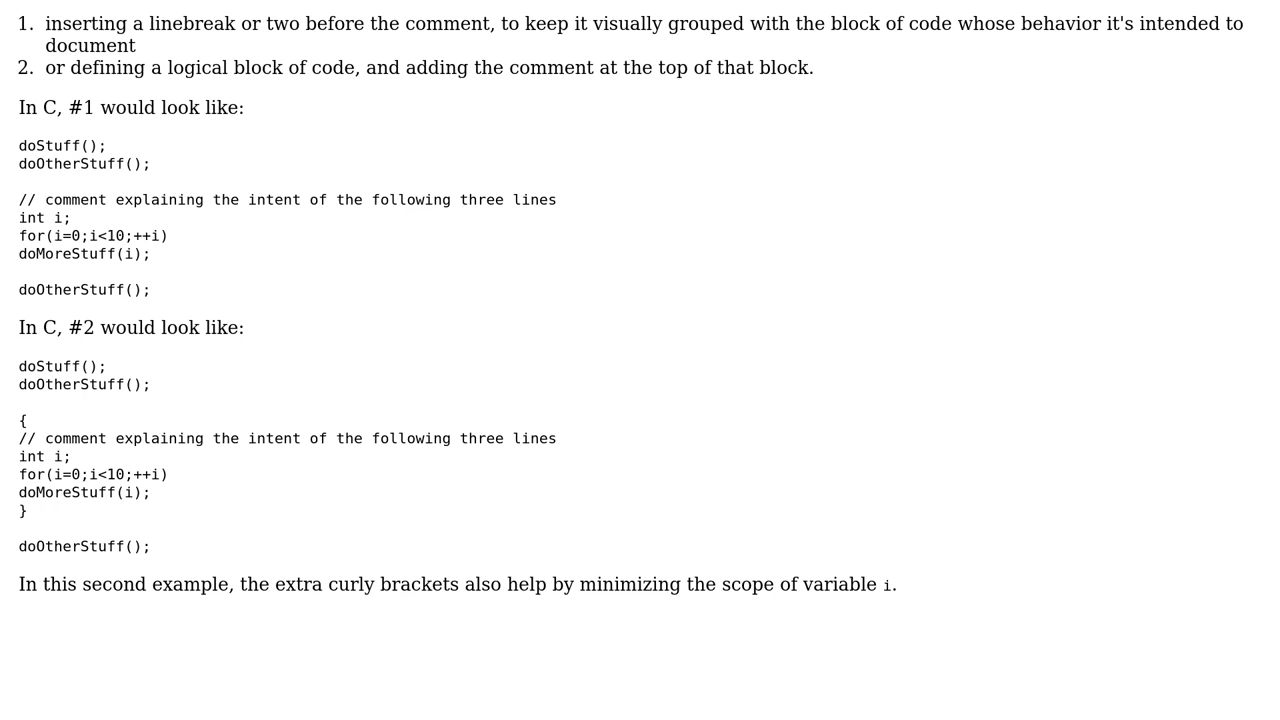 1. inserting a linebreak or two before the comment, to keep it visually grouped with the block of code whose behavior it's intended to
document
2. or defining a logical block of code, and adding the comment at the top of that block.
In C, #1 would look like:
doStuff();
doOtherStuff();
// comment explaining the intent of the following three lines
int i;
for(i=0;i<10;++i)
doMoreStuff(i);
doOtherStuff();
In C, #2 would look like:
doStuff();
doOtherStuff();
{
// comment explaining the intent of the following three lines
int i;
for(i=0;i<10;++i)
doMoreStuff(i);
}
doOtherStuff();
In this second example, the extra curly brackets also help by minimizing the scope of variable i.